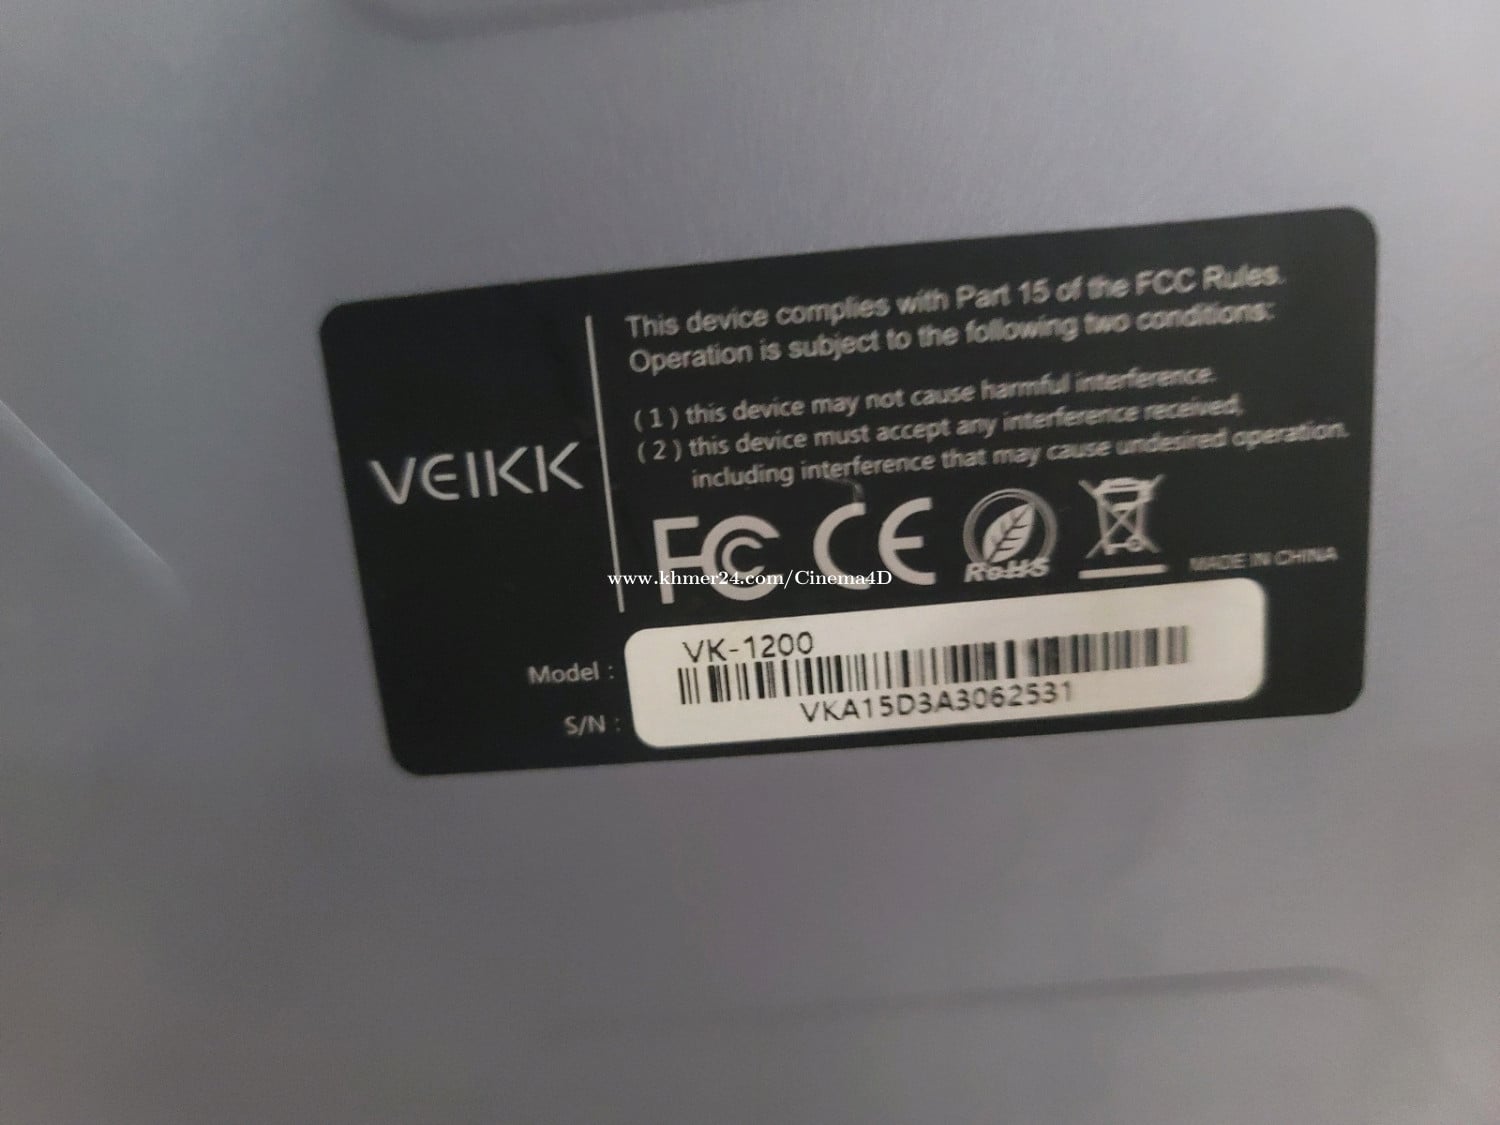 VEIKK
This device complies with Part 15 of the FCC Rules.
Operation is subject to the following two conditions:
( 1 ) this device may not cause harmful interference.
( 2 ) this device must accept any interference received,
including interference that may cause undesired operation.
FC CE RoHS MADE IN CHINA
www.khmer24.com/Cinema4D
Model : VK-1200
S/N : VKA15D3A3062531